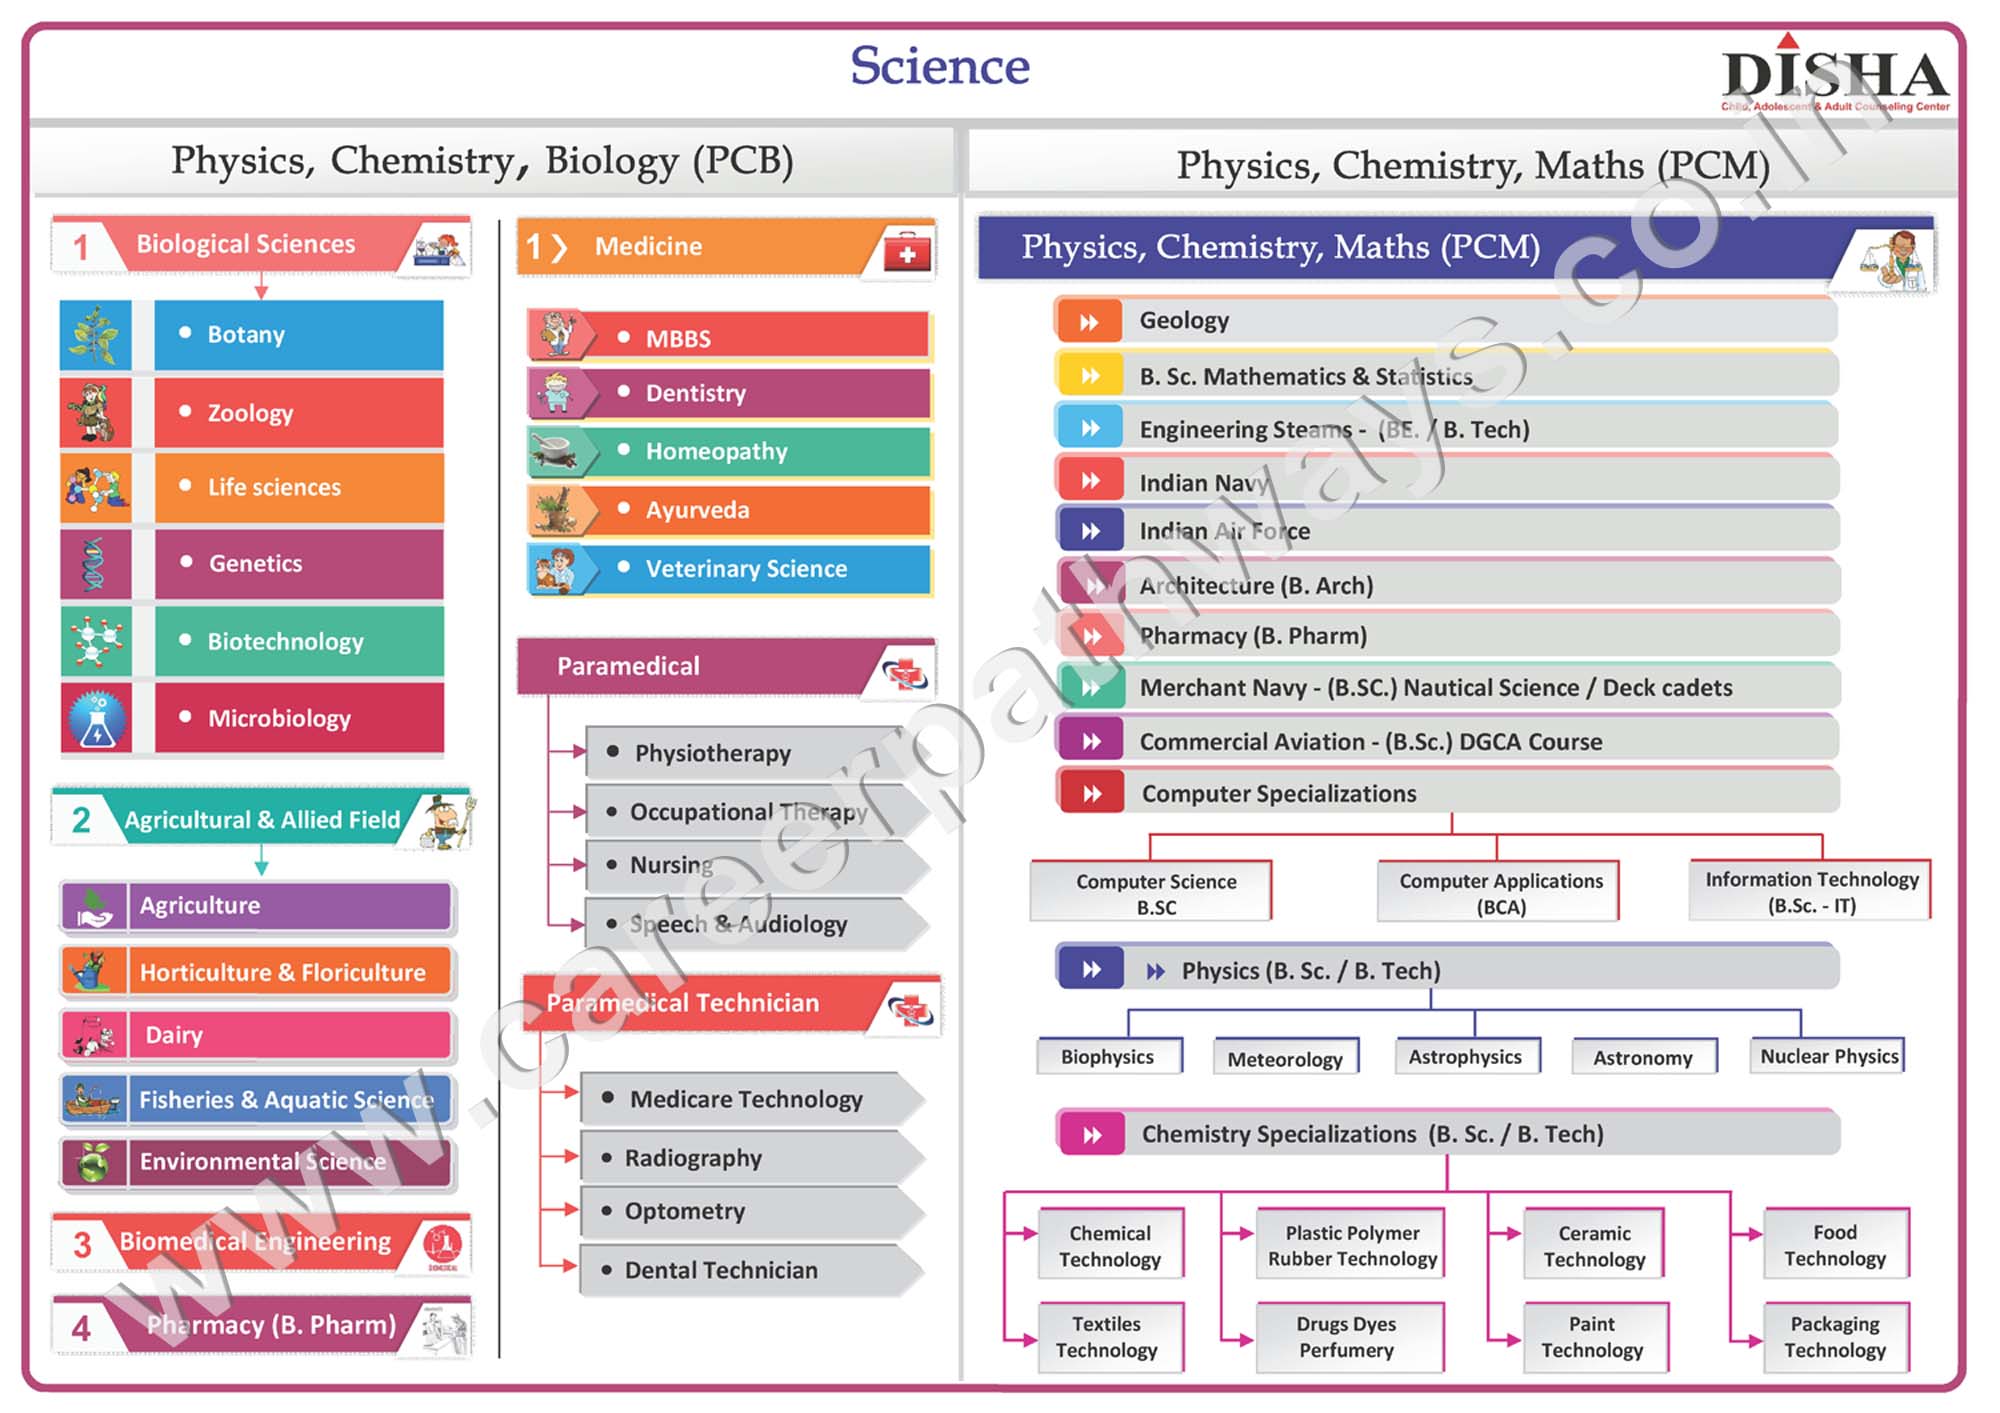 Science
DISHA
Child, Adolescent & Adult Counseling Center
Physics, Chemistry, Biology (PCB)
1
Biological Sciences
• Botany
• Zoology
• Life sciences
• Genetics
• Biotechnology
• Microbiology
2
Agricultural & Allied Field
Agriculture
Horticulture & Floriculture
Dairy
Fisheries & Aquatic Science
Environmental Science
3
Biomedical Engineering
BIOMEDICAL
4
Pharmacy (B. Pharm)
1
Medicine
• MBBS
• Dentistry
• Homeopathy
• Ayurveda
• Veterinary Science
Paramedical
• Physiotherapy
• Occupational Therapy
• Nursing
• Speech & Audiology
Paramedical Technician
• Medicare Technology
• Radiography
• Optometry
• Dental Technician
Physics, Chemistry, Maths (PCM)
Physics, Chemistry, Maths (PCM)
Geology
B. Sc. Mathematics & Statistics
Engineering Steams - (BE. / B. Tech)
Indian Navy
Indian Air Force
Architecture (B. Arch)
Pharmacy (B. Pharm)
Merchant Navy - (B.SC.) Nautical Science / Deck cadets
Commercial Aviation - (B.Sc.) DGCA Course
Computer Specializations
Computer Science
B.SC
Computer Applications
(BCA)
Information Technology
(B.Sc. - IT)
Physics (B. Sc. / B. Tech)
Biophysics
Meteorology
Astrophysics
Astronomy
Nuclear Physics
Chemistry Specializations (B. Sc. / B. Tech)
Chemical
Technology
Plastic Polymer
Rubber Technology
Ceramic
Technology
Food
Technology
Textiles
Technology
Drugs Dyes
Perfumery
Paint
Technology
Packaging
Technology
www.careerpathways.co.in